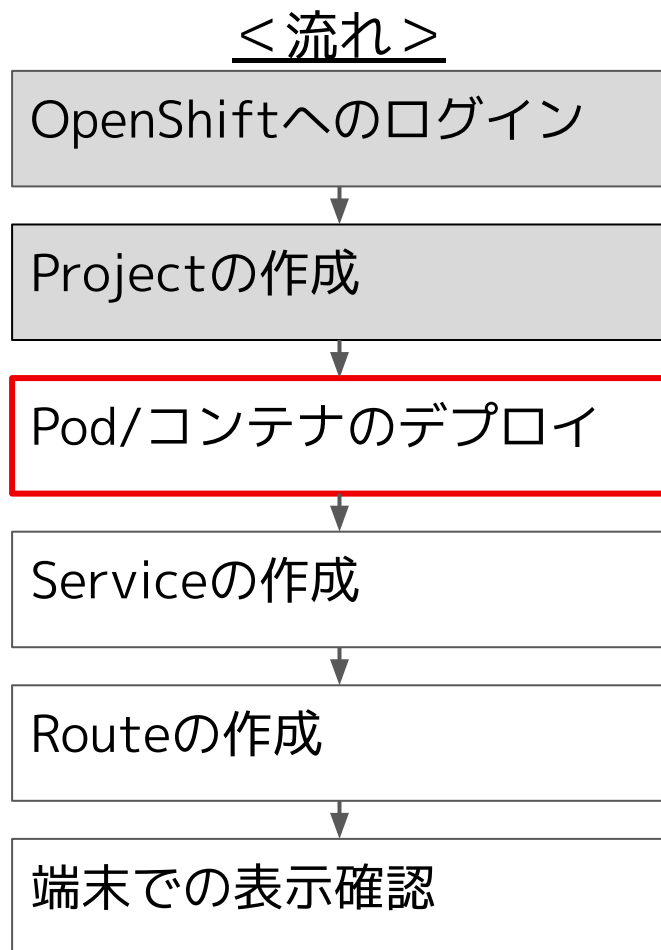 ＜流れ＞
OpenShiftへのログイン
Projectの作成
Pod/コンテナのデプロイ
Serviceの作成
Routeの作成
端末での表示確認